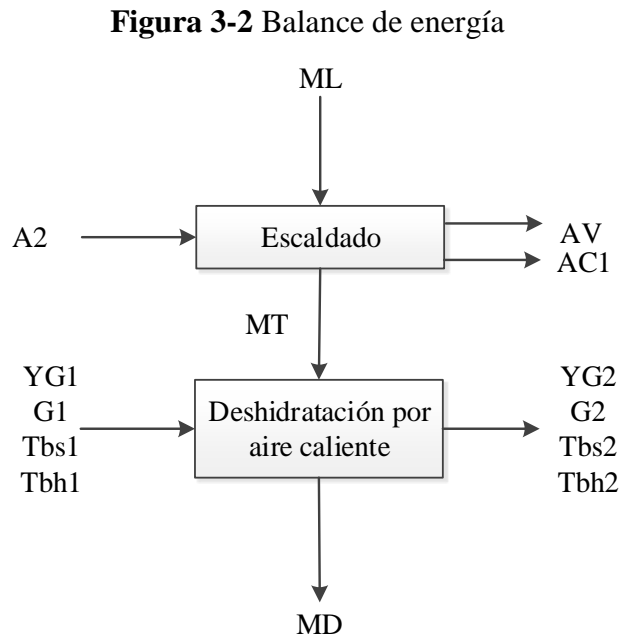 Figura 3-2 Balance de energía
ML
A2
Escaldado
AV
AC1
MT
YG1
G1
Tbs1
Tbh1
Deshidratación por
aire caliente
YG2
G2
Tbs2
Tbh2
MD